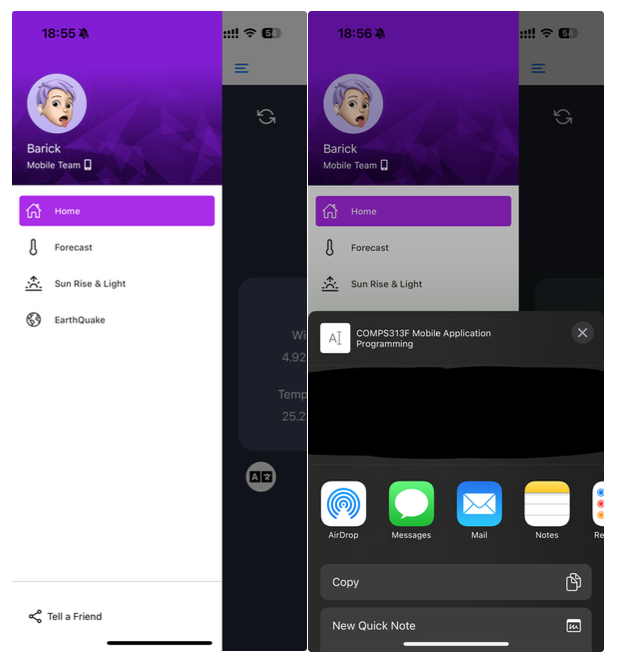 18:55
54
Barick
Mobile Team
Home
Forecast
Sun Rise & Light
EarthQuake
Wi
4.92
Temp
25.2
A
Tell a Friend
18:56
Barick
Mobile Team
Home
Forecast
Sun Rise & Light
COMPS313F Mobile Application
Programming
AirDrop
Messages
Mail
Notes
Re
Copy
New Quick Note